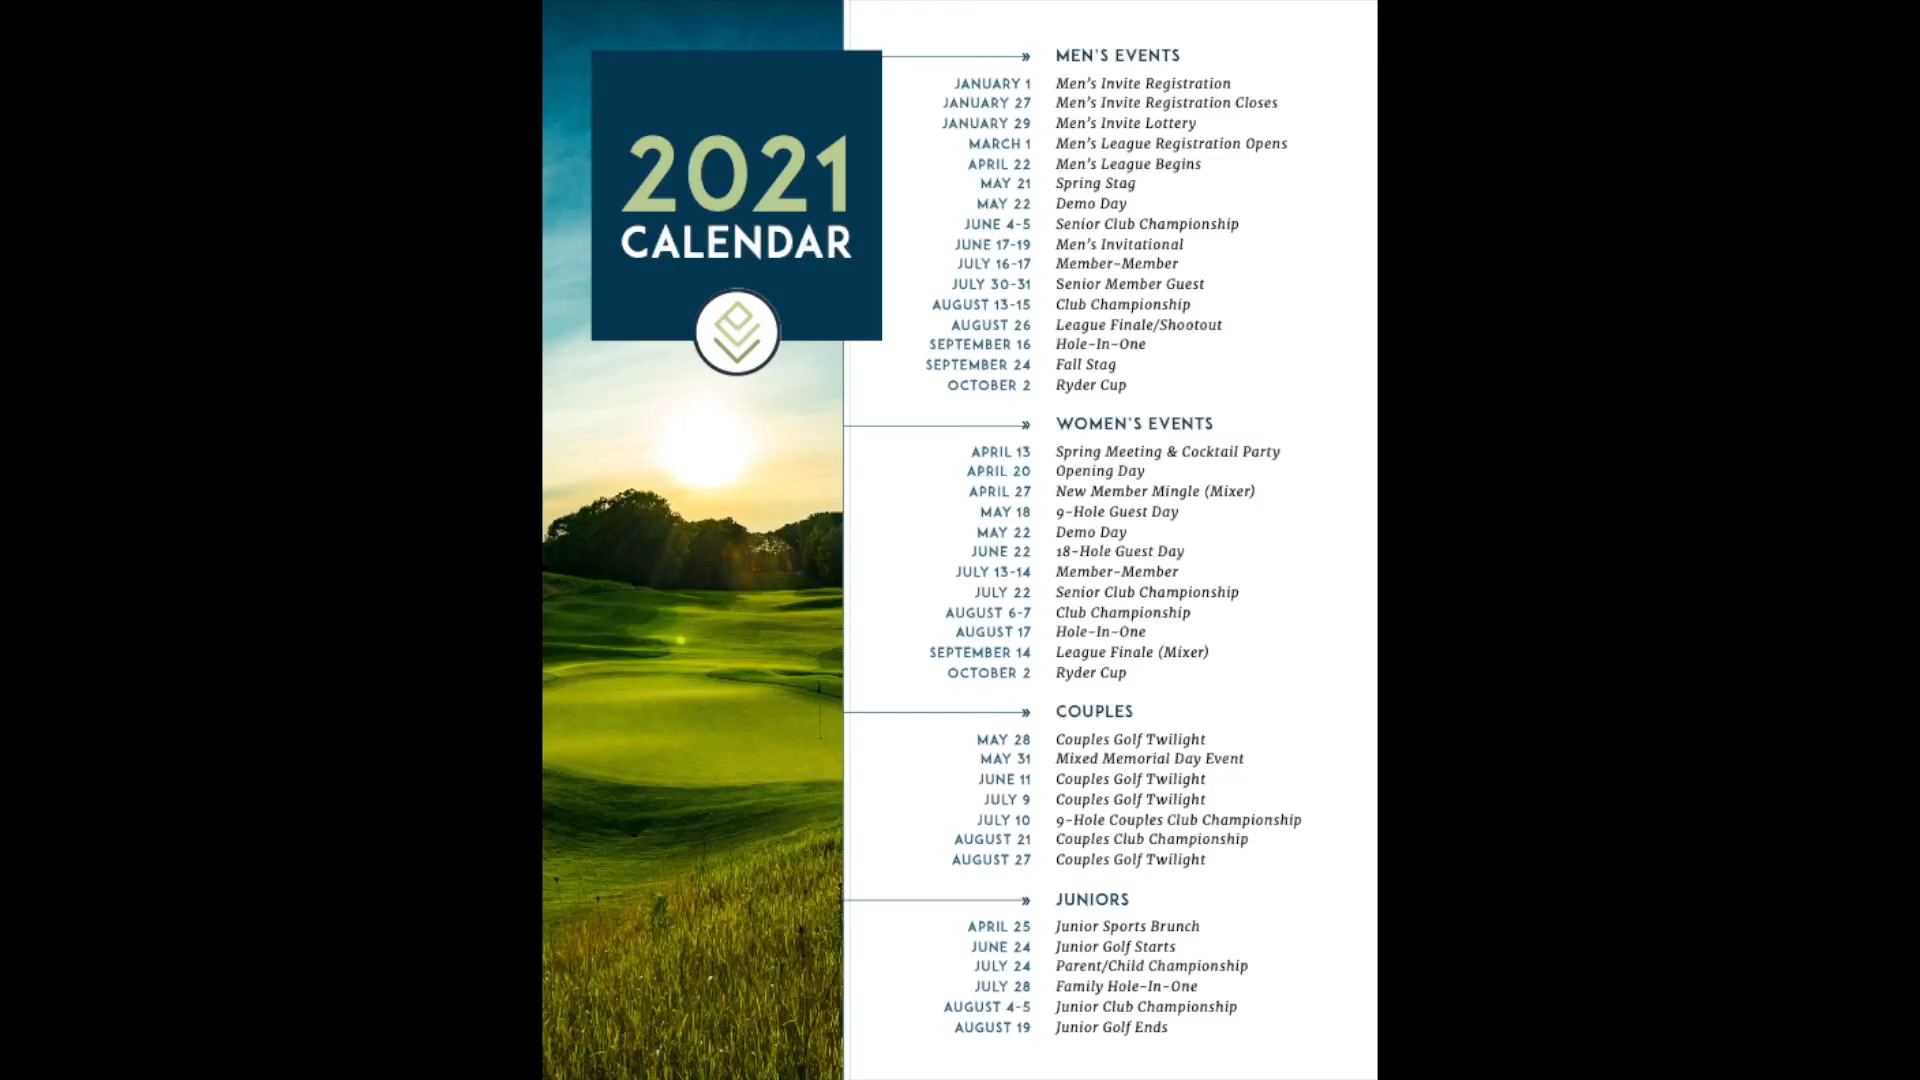 2021
CALENDAR
» MEN'S EVENTS
JANUARY 1 Men's Invite Registration
JANUARY 27 Men's Invite Registration Closes
JANUARY 29 Men's Invite Lottery
MARCH 1 Men's League Registration Opens
APRIL 22 Men's League Begins
MAY 21 Spring Stag
MAY 22 Demo Day
JUNE 4-5 Senior Club Championship
JUNE 17-19 Men's Invitational
JULY 16-17 Member-Member
JULY 30-31 Senior Member Guest
AUGUST 13-15 Club Championship
AUGUST 26 League Finale/Shootout
SEPTEMBER 16 Hole-In-One
SEPTEMBER 24 Fall Stag
OCTOBER 2 Ryder Cup
» WOMEN'S EVENTS
APRIL 13 Spring Meeting & Cocktail Party
APRIL 20 Opening Day
APRIL 27 New Member Mingle (Mixer)
MAY 18 9-Hole Guest Day
MAY 22 Demo Day
JUNE 22 18-Hole Guest Day
JULY 13-14 Member-Member
JULY 22 Senior Club Championship
AUGUST 6-7 Club Championship
AUGUST 17 Hole-In-One
SEPTEMBER 14 League Finale (Mixer)
OCTOBER 2 Ryder Cup
» COUPLES
MAY 28 Couples Golf Twilight
MAY 31 Mixed Memorial Day Event
JUNE 11 Couples Golf Twilight
JULY 9 Couples Golf Twilight
JULY 10 9-Hole Couples Club Championship
AUGUST 21 Couples Club Championship
AUGUST 27 Couples Golf Twilight
» JUNIORS
APRIL 25 Junior Sports Brunch
JUNE 24 Junior Golf Starts
JULY 24 Parent/Child Championship
JULY 28 Family Hole-In-One
AUGUST 4-5 Junior Club Championship
AUGUST 19 Junior Golf Ends